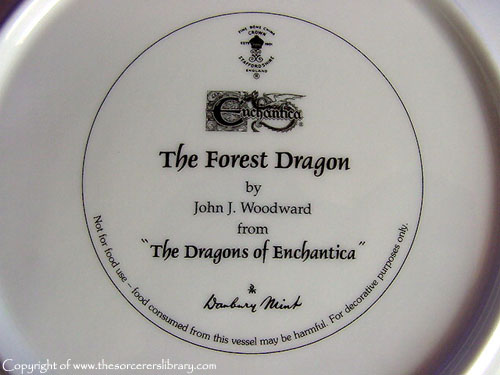 FINE BONE CHINA
CROWN
STAFFORDSHIRE
ENGLAND
®
Enchantica
The Forest Dragon
by
John J. Woodward
from
"The Dragons of Enchantica"
Danbury Mint
Not for food use – food consumed from this vessel may be harmful. For decorative purposes only.
Copyright of www.thesorcererslibrary.com